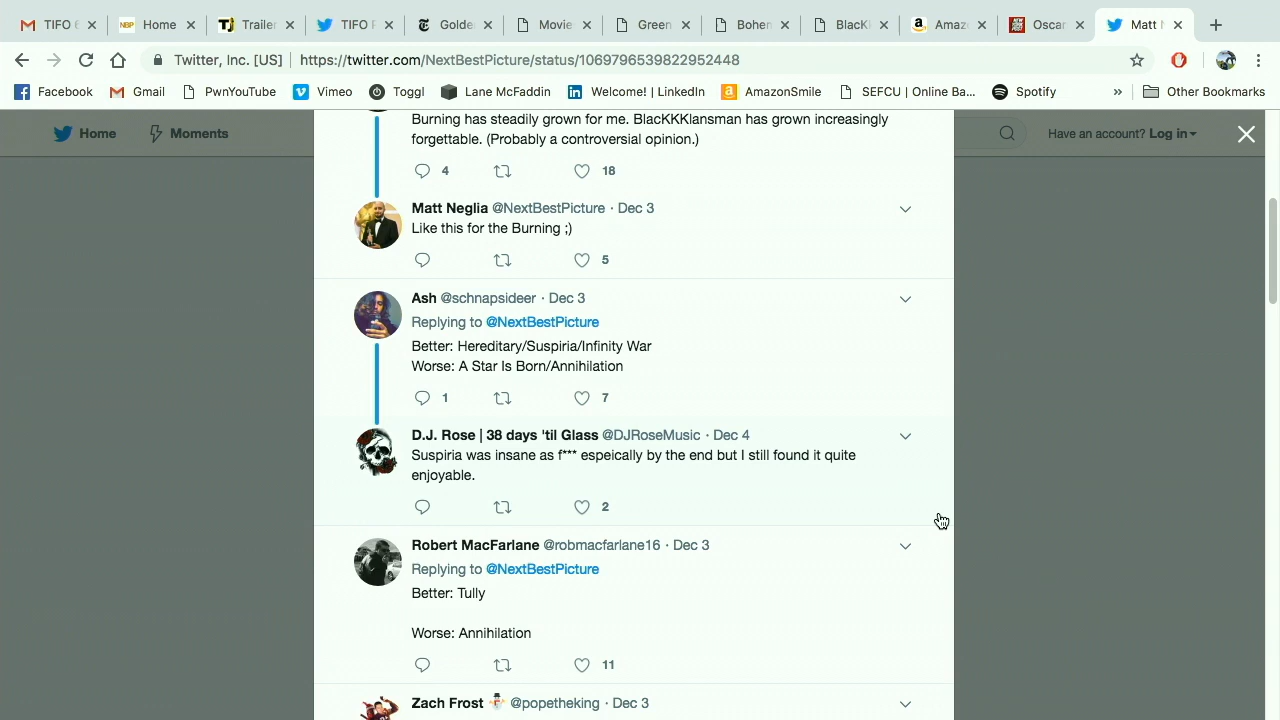 TIFO 6
Home
Trailer
TIFO F
Golde
Movie
Green
Bohen
BlacK
Amaz
Oscar
Matt N
Twitter, Inc. [US]
https://twitter.com/NextBestPicture/status/1069796539822952448
Facebook
Gmail
PwnYouTube
Vimeo
Toggl
Lane McFaddin
Welcome! | LinkedIn
AmazonSmile
SEFCU | Online Ba...
Spotify
»
Other Bookmarks
Home
Moments
Have an account? Log in
Burning has steadily grown for me. BlacKKKlansman has grown increasingly
forgettable. (Probably a controversial opinion.)
4 18
Matt Neglia @NextBestPicture · Dec 3
Like this for the Burning ;)
5
Ash @schnapsideer · Dec 3
Replying to @NextBestPicture
Better: Hereditary/Suspiria/Infinity War
Worse: A Star Is Born/Annihilation
1 7
D.J. Rose | 38 days 'til Glass @DJRoseMusic · Dec 4
Suspiria was insane as f*** espeically by the end but I still found it quite
enjoyable.
2
Robert MacFarlane @robmacfarlane16 · Dec 3
Replying to @NextBestPicture
Better: Tully
Worse: Annihilation
11
Zach Frost @popetheking · Dec 3